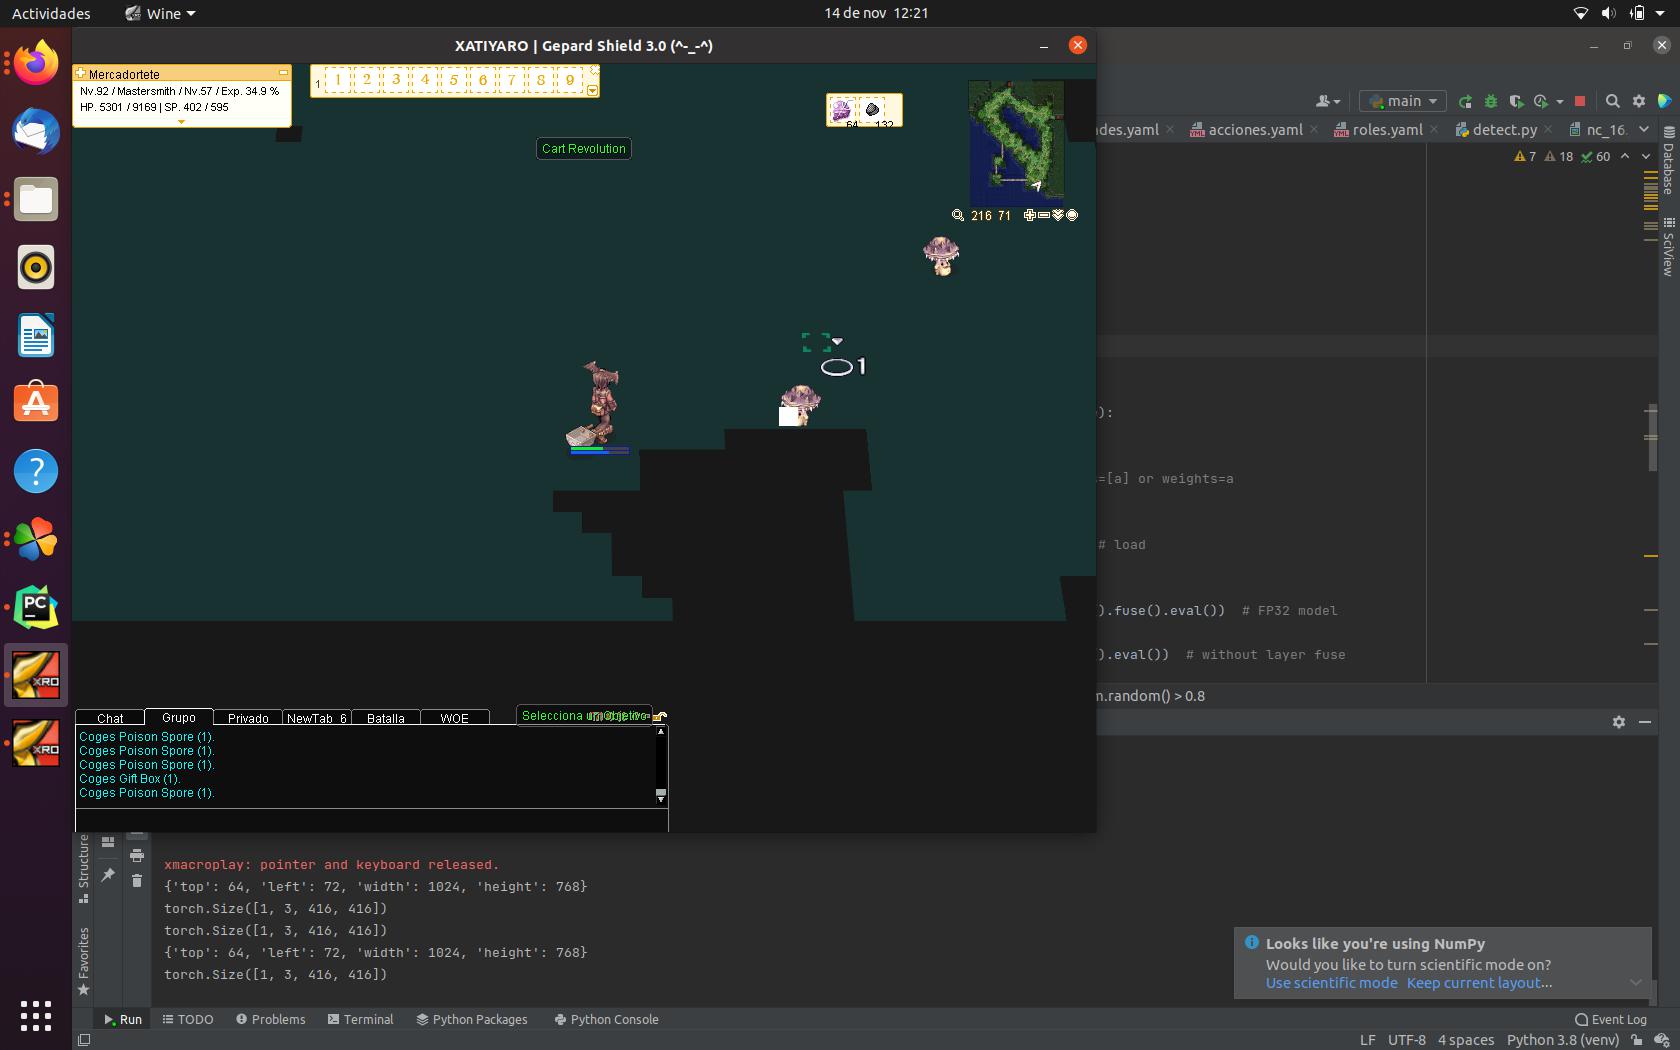 Actividades
Wine
14 de nov 12:21
XATIYARO | Gepard Shield 3.0 (^-_-^)
Mercadortete
Nv.92 / Mastersmith / Nv.57 / Exp. 34.9 %
HP. 5301 / 9169 | SP. 402 / 595
1 1 2 3 4 5 6 7 8 9
64 132
Cart Revolution
216 71
1
main
des.yaml
acciones.yaml
roles.yaml
detect.py
nc_16.
7 18 60
Database
SciView
):
=[a] or weights=a
# load
).fuse().eval()) # FP32 model
).eval()) # without layer fuse
m.random() > 0.8
PC
XRO
XRO
Chat Grupo Privado NewTab_6 Batalla WOE
Selecciona un objetivo
Coges Poison Spore (1).
Coges Poison Spore (1).
Coges Poison Spore (1).
Coges Gift Box (1).
Coges Poison Spore (1).
Structure
Favorites
xmacroplay: pointer and keyboard released.
{'top': 64, 'left': 72, 'width': 1024, 'height': 768}
torch.Size([1, 3, 416, 416])
torch.Size([1, 3, 416, 416])
{'top': 64, 'left': 72, 'width': 1024, 'height': 768}
torch.Size([1, 3, 416, 416])
Looks like you're using NumPy
Would you like to turn scientific mode on?
Use scientific mode Keep current layout...
Run TODO Problems Terminal Python Packages Python Console
Event Log
LF UTF-8 4 spaces Python 3.8 (venv)